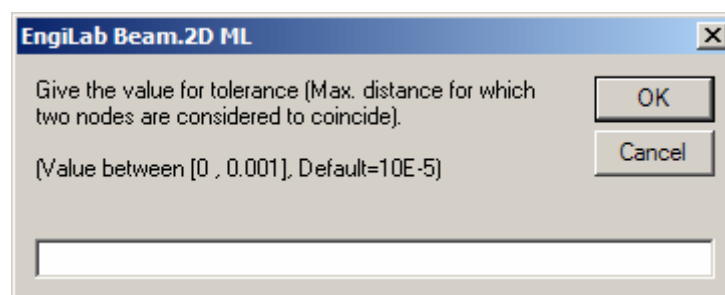 EngiLab Beam.2D ML
Give the value for tolerance (Max. distance for which
two nodes are considered to coincide).
(Value between [0 , 0.001], Default=10E-5)
OK
Cancel